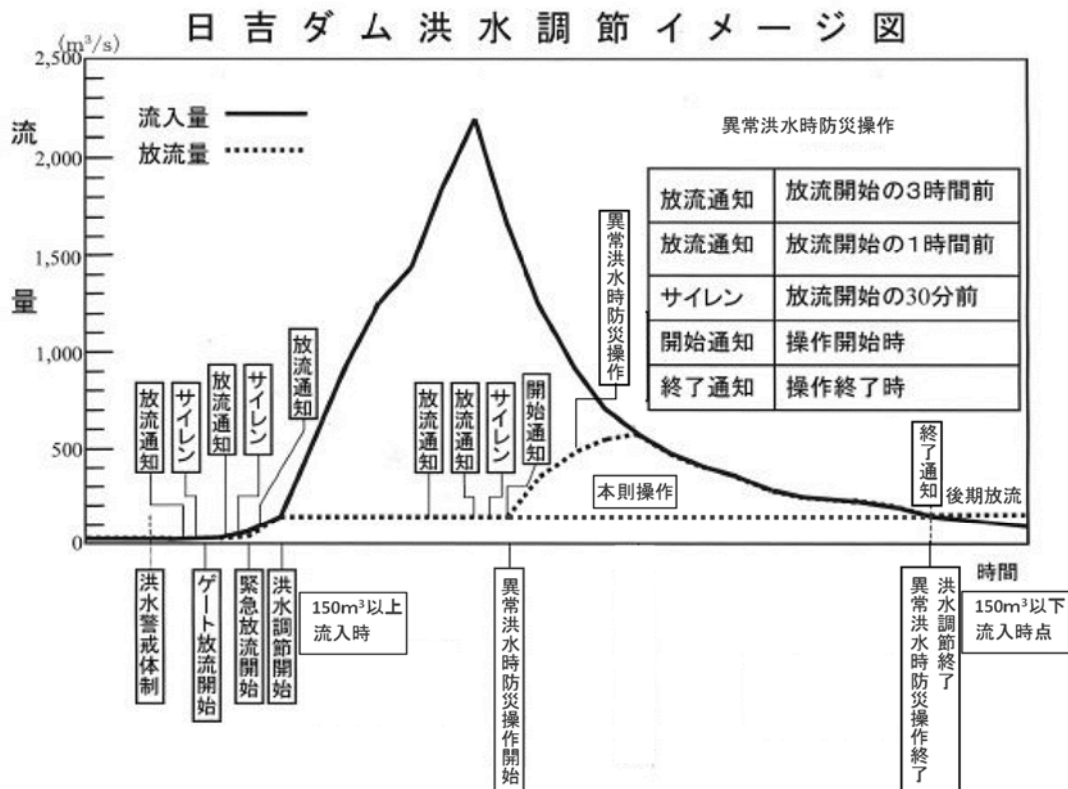 日吉ダム洪水調節イメージ図
(m³/s)
2,500
2,000
1,500
1,000
500
0
流量
流入量
放流量
異常洪水時防災操作
放流通知 放流開始の3時間前
放流通知 放流開始の1時間前
サイレン 放流開始の30分前
開始通知 操作開始時
終了通知 操作終了時
放流通知
サイレン
放流通知
サイレン
放流通知
放流通知
放流通知
サイレン
開始通知
異常洪水時防災操作
本則操作
終了通知
後期放流
時間
洪水警戒体制
ゲート放流開始
緊急放流開始
洪水調節開始
150m³以上
流入時
異常洪水時防災操作開始
洪水調節終了
異常洪水時防災操作終了
150m³以下
流入時点